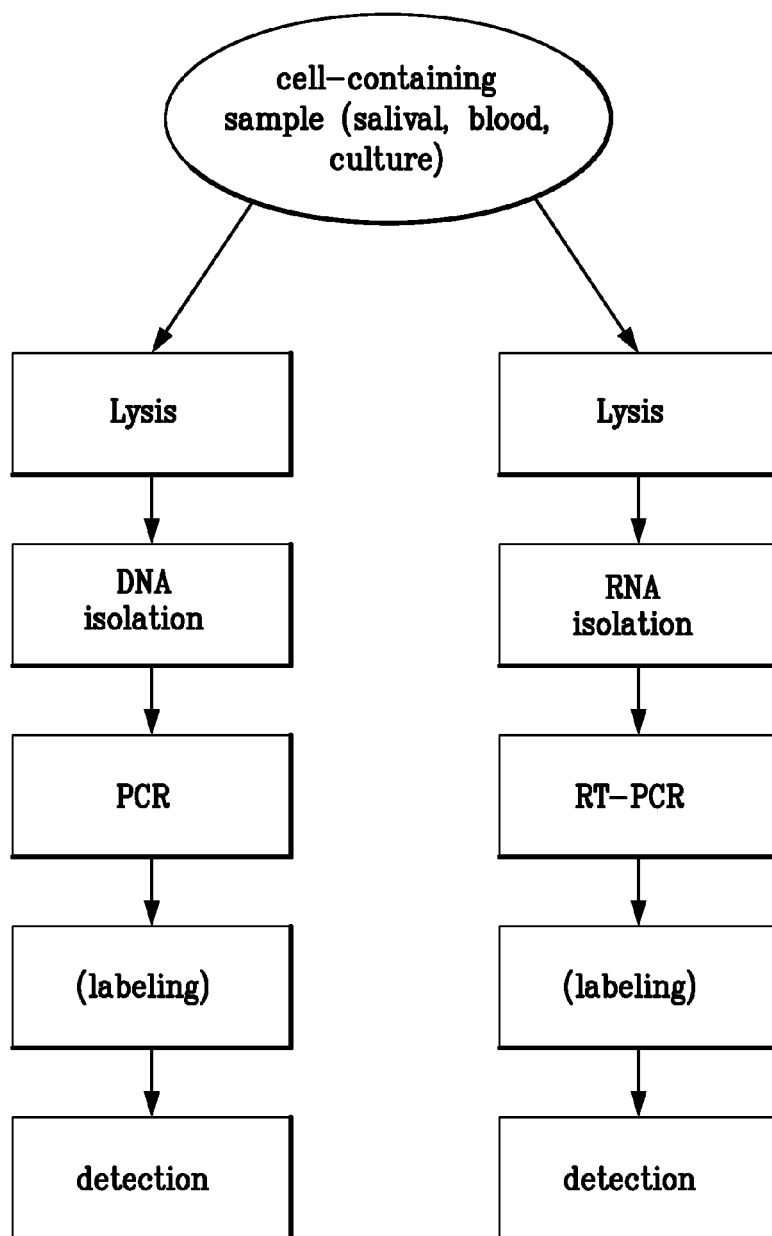 cell-containing
sample (salival, blood,
culture)
Lysis
DNA
isolation
PCR
(labeling)
detection
Lysis
RNA
isolation
RT-PCR
(labeling)
detection